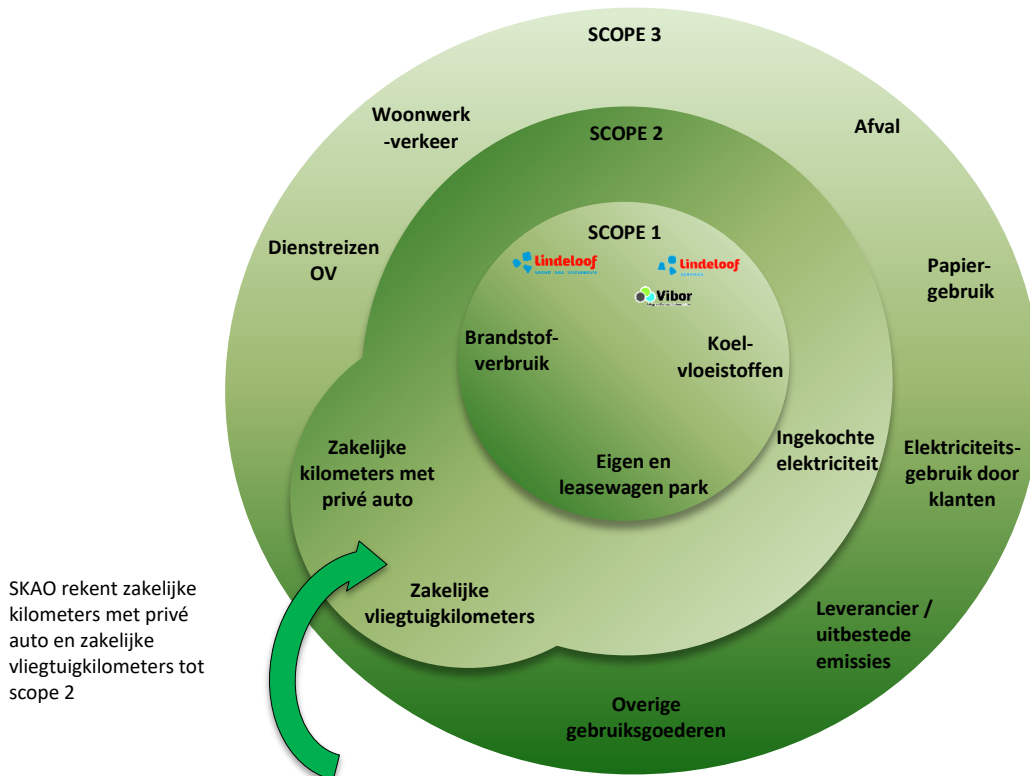 SCOPE 3
Woonwerk
-verkeer
SCOPE 2
Afval
SCOPE 1
Dienstreizen
OV
Lindeloof
Lindeloof
SERVICES
Vibor
Papier-
gebruik
Brandstof-
verbruik
Koel-
vloeistoffen
Zakelijke
kilometers met
privé auto
Eigen en
leasewagen park
Ingekochte
elektriciteit
Elektriciteits-
gebruik door
klanten
SKAO rekent zakelijke
kilometers met privé
auto en zakelijke
vliegtuigkilometers tot
scope 2
Zakelijke
vliegtuigkilometers
Leverancier /
uitbestede
emissies
Overige
gebruiksgoederen